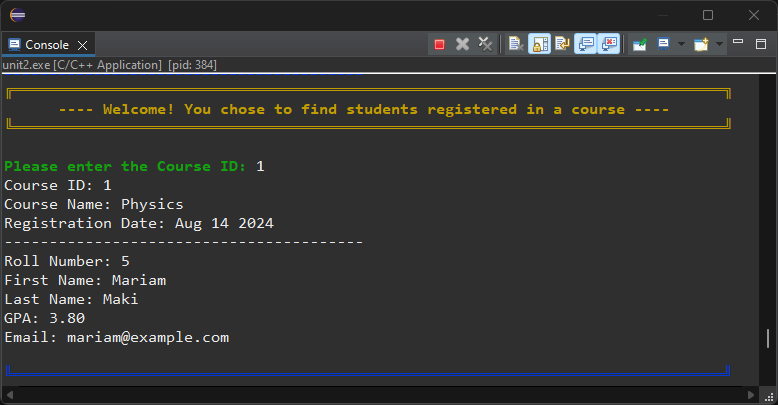 Console
unit2.exe [C/C++ Application] [pid: 384]
---- Welcome! You chose to find students registered in a course ----
Please enter the Course ID: 1
Course ID: 1
Course Name: Physics
Registration Date: Aug 14 2024
----------------------------------------
Roll Number: 5
First Name: Mariam
Last Name: Maki
GPA: 3.80
Email: mariam@example.com